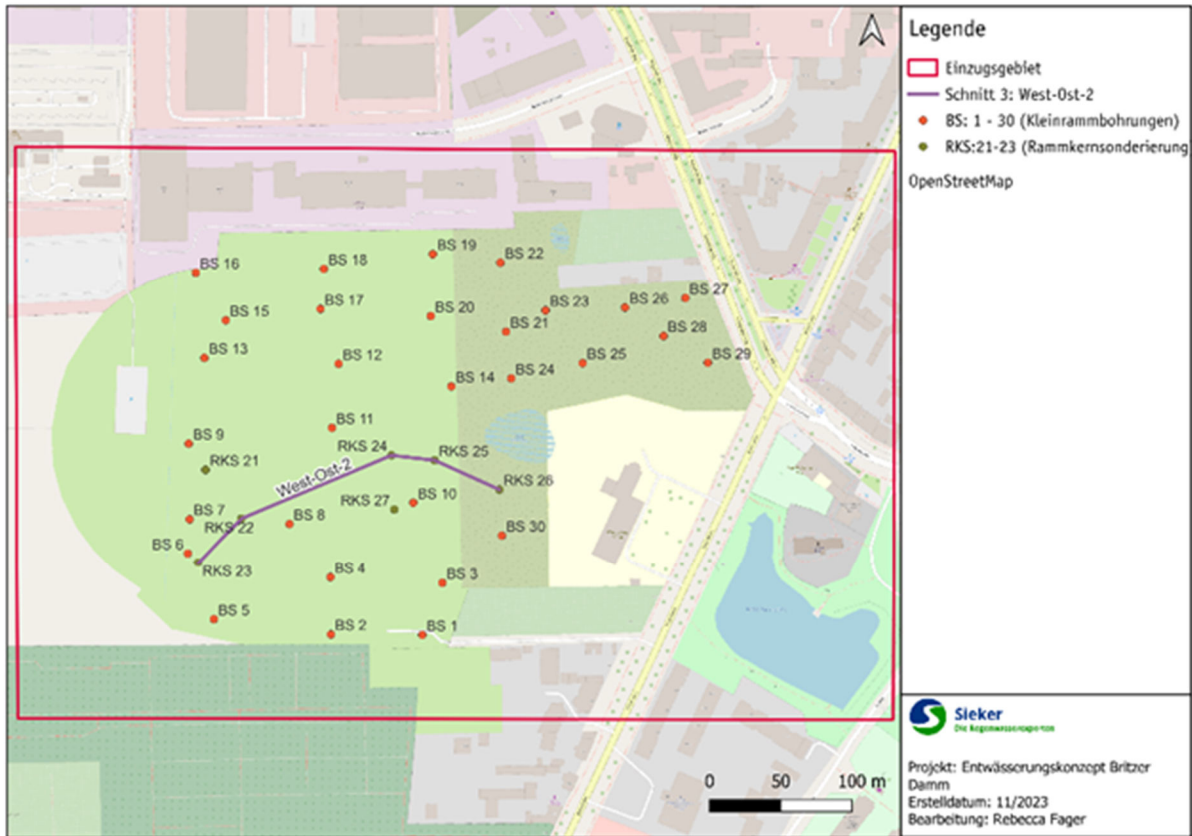 Legende
Einzugsgebiet
Schnitt 3: West-Ost-2
BS: 1 - 30 (Kleinrammbohrungen)
RKS:21-23 (Rammkernsondierung
OpenStreetMap
BS 19
BS 22
BS 16
BS 18
BS 27
BS 17
BS 20
BS 23
BS 26
BS 15
BS 21
BS 28
BS 13
BS 12
BS 25
BS 29
BS 14
BS 24
BS 11
BS 9
RKS 24
RKS 25
RKS 21
West-Ost-2
RKS 26
RKS 27
BS 10
BS 7
RKS 22
BS 8
BS 30
BS 6
RKS 23
BS 4
BS 3
BS 5
BS 2
BS 1
0 50 100 m
Sieker
Die Regenwasserexperten
Projekt: Entwässerungskonzept Britzer
Damm
Erstelldatum: 11/2023
Bearbeitung: Rebecca Fager